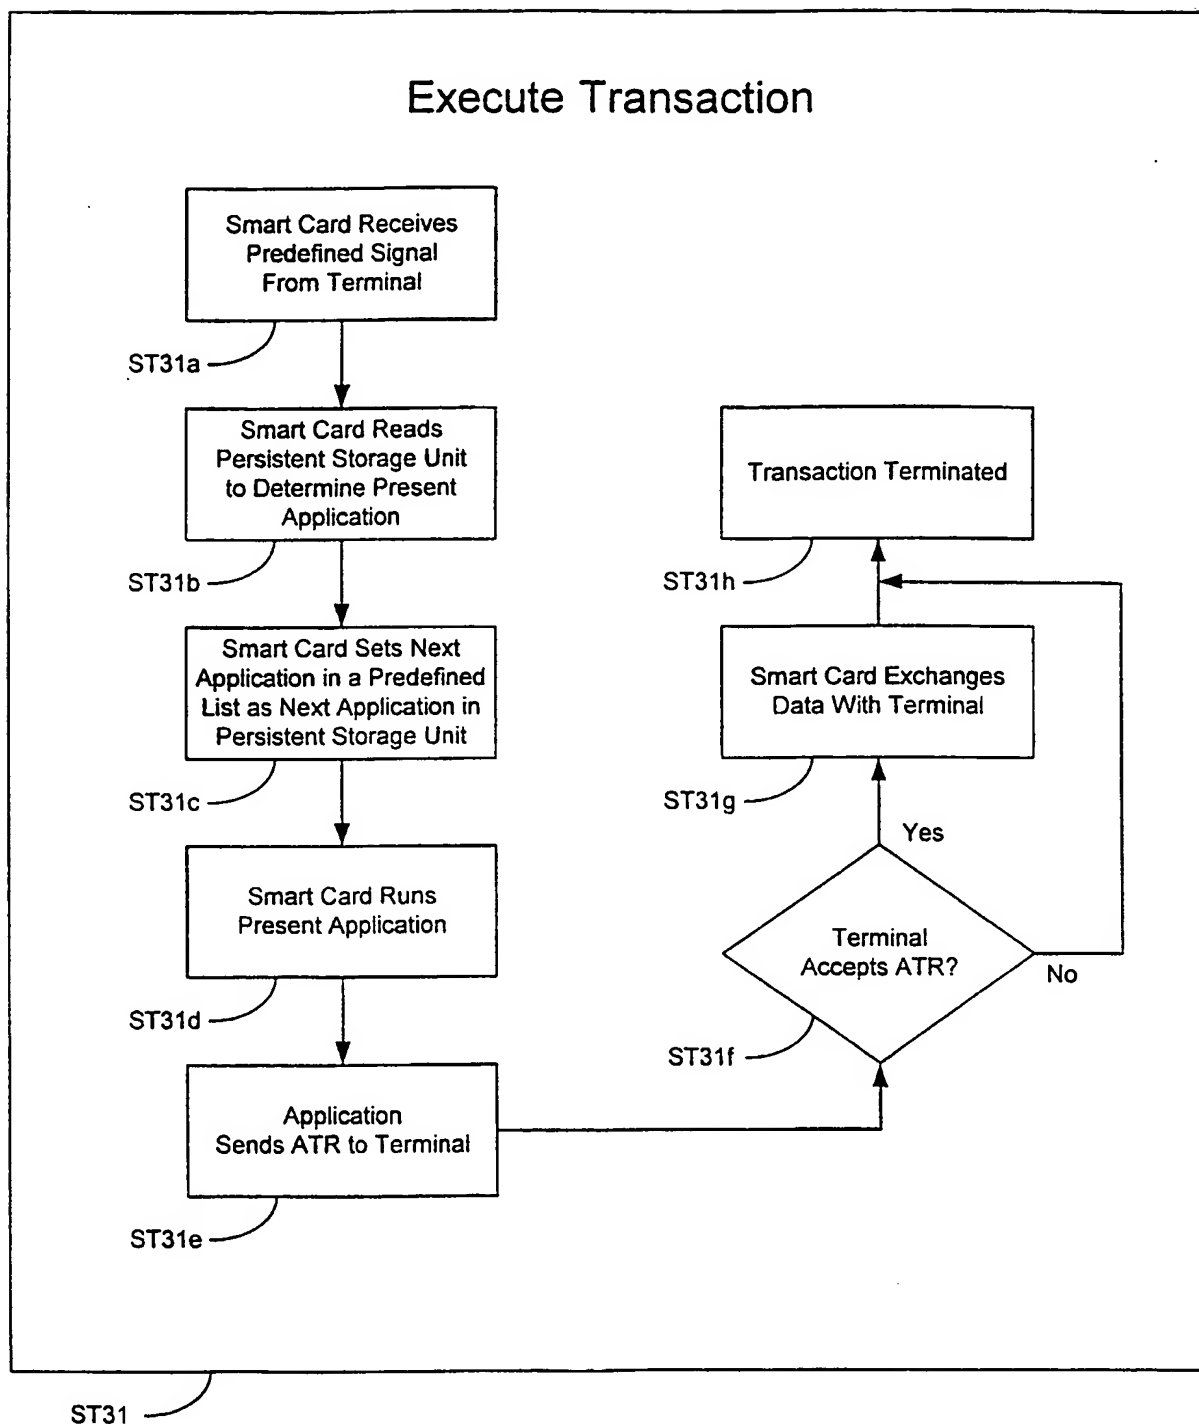 Execute Transaction
Smart Card Receives
Predefined Signal
From Terminal
ST31a
Smart Card Reads
Persistent Storage Unit
to Determine Present
Application
ST31b
Smart Card Sets Next
Application in a Predefined
List as Next Application in
Persistent Storage Unit
ST31c
Smart Card Runs
Present Application
ST31d
Application
Sends ATR to Terminal
ST31e
Transaction Terminated
ST31h
Smart Card Exchanges
Data With Terminal
ST31g
Yes
Terminal
Accepts ATR?
No
ST31f
ST31